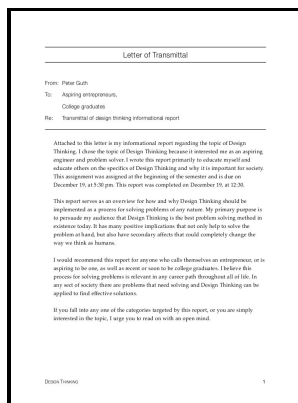 Letter of Transmittal
From: Peter Guth
To: Aspiring entrepreneurs,
College graduates
Re: Transmittal of design thinking informational report
Attached to this letter is my informational report regarding the topic of Design
Thinking. I chose the topic of Design Thinking because it interested me as an aspiring
engineer and problem solver. I wrote this report primarily to educate myself and
educate others on the specifics of Design Thinking and why it is important for society.
This assignment was assigned at the beginning of the semester and is due on
December 19, at 5:30 pm. This report was completed on December 19, at 12:30.
This report serves as an overview for how and why Design Thinking should be
implemented as a process for solving problems of any nature. My primary purpose is
to persuade my audience that Design Thinking is the best problem solving method in
existence today. It has many positive implications that not only help to solve the
problem at hand, but also have secondary affects that could completely change the
way we think as humans.
I would recommend this report for anyone who calls themselves an entrepreneur, or is
aspiring to be one, as well as recent or soon to be college graduates. I believe this
process for solving problems is relevant in any career path throughout all of life. In
any sect of society there are problems that need solving and Design Thinking can be
applied to find effective solutions.
If you fall into any one of the categories targeted by this report, or you are simply
interested in the topic, I urge you to read on with an open mind.
DESIGN THINKING 1